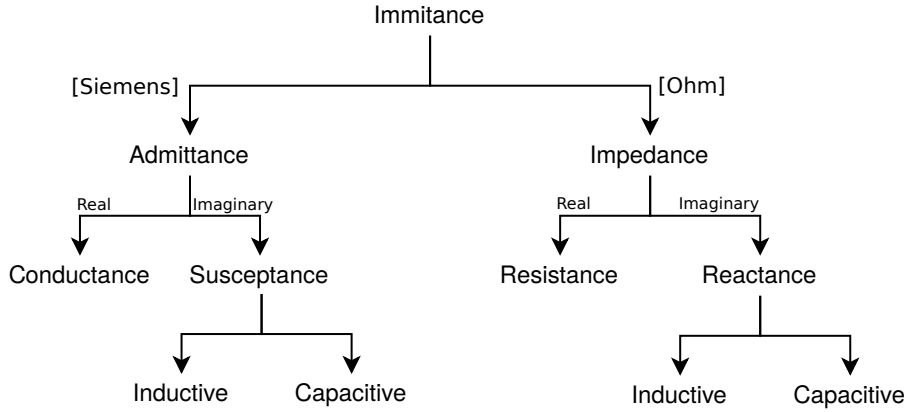 Immitance
[Siemens] [Ohm]
Admittance Impedance
Real Imaginary Real Imaginary
Conductance Susceptance Resistance Reactance
Inductive Capacitive Inductive Capacitive